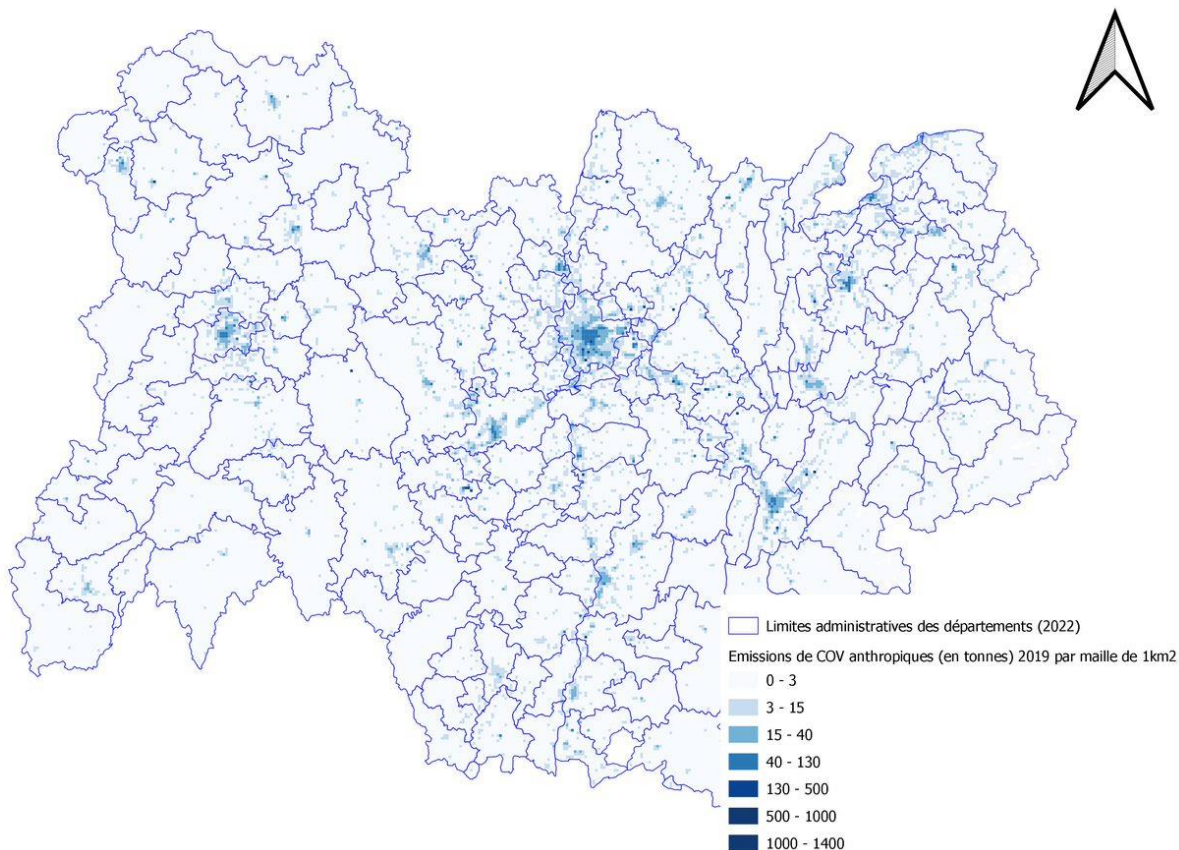 Limites administratives des départements (2022)
Emissions de COV anthropiques (en tonnes) 2019 par maille de 1km2
0 - 3
3 - 15
15 - 40
40 - 130
130 - 500
500 - 1000
1000 - 1400